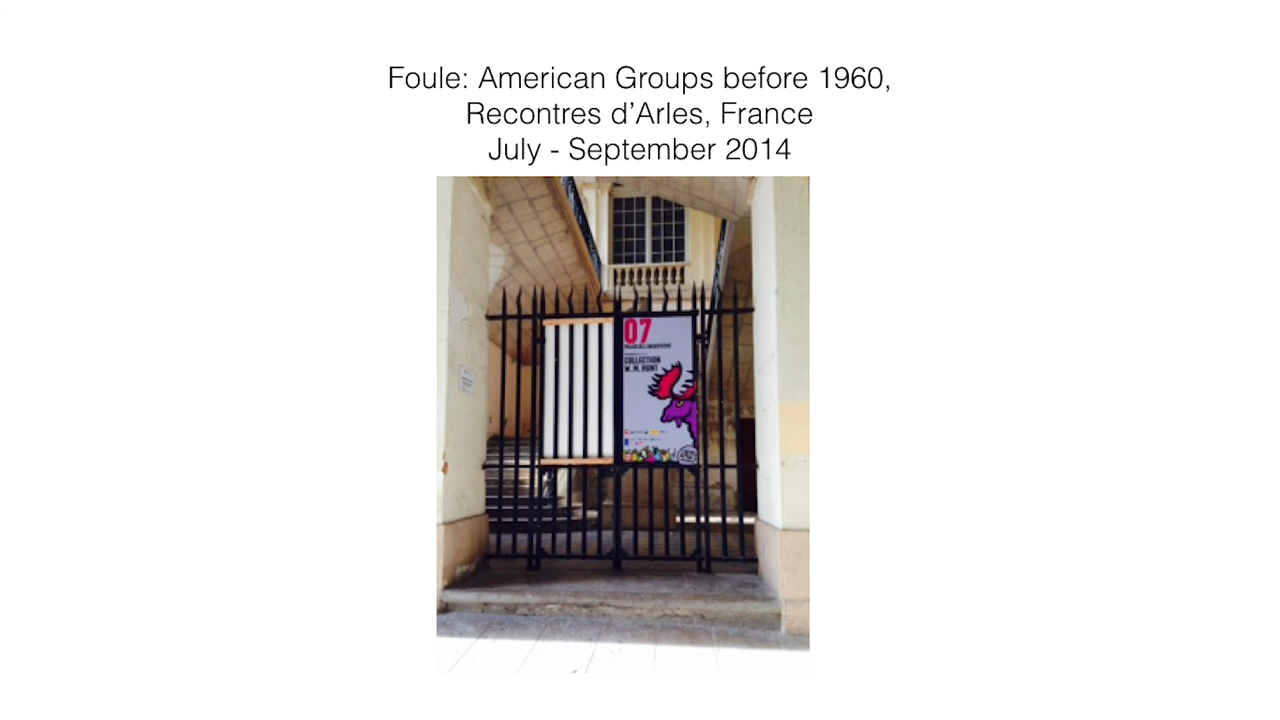 Foule: American Groups before 1960,
Recontres d’Arles, France
July - September 2014
07
COLLECTION
W. M. HUNT